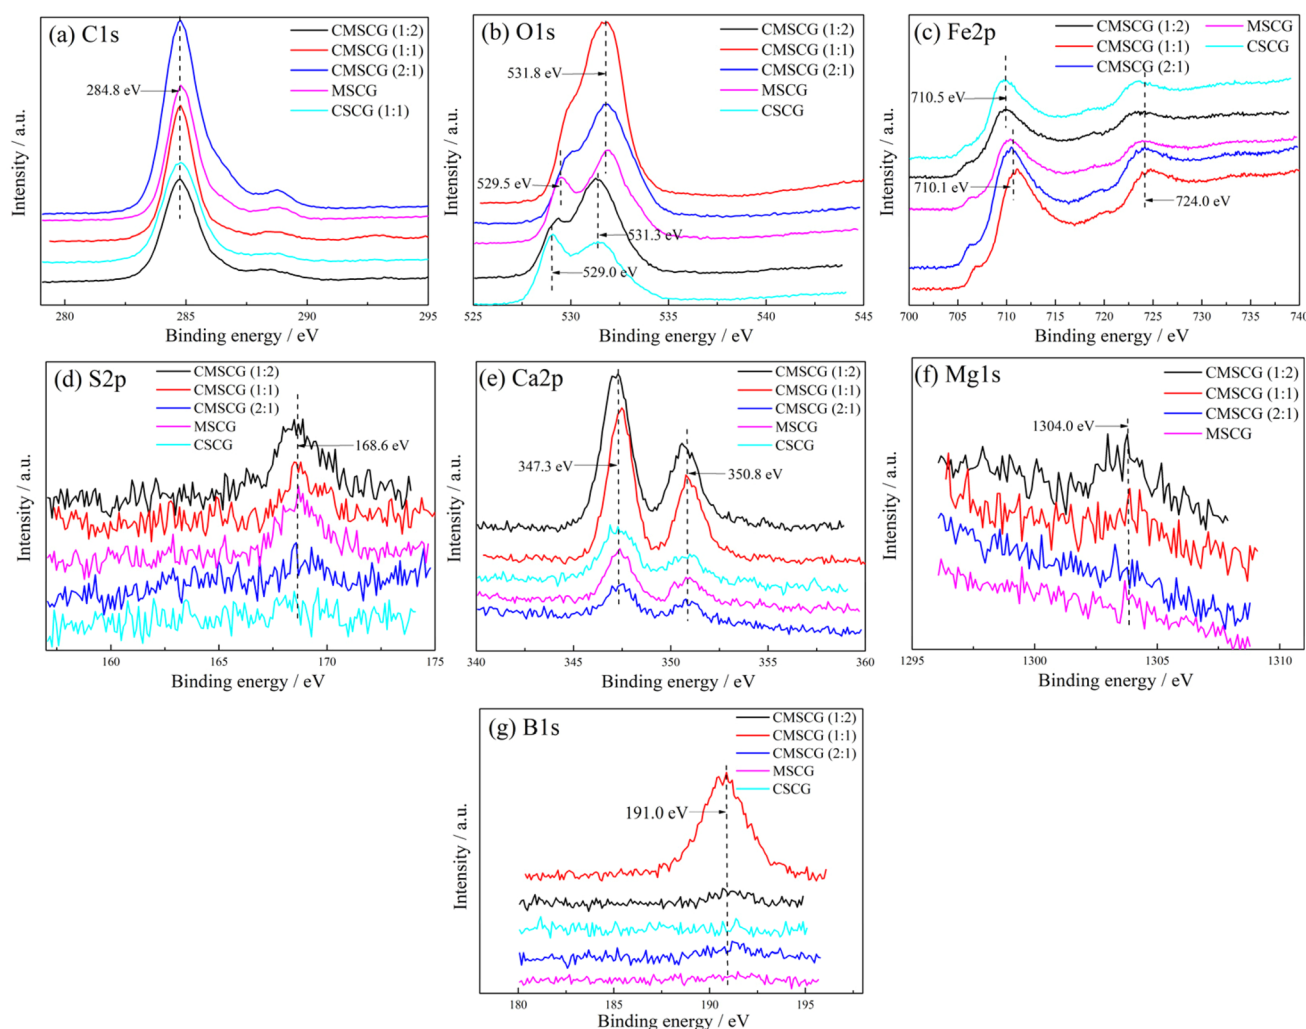 (a) C1s
CMSCG (1:2)
CMSCG (1:1)
CMSCG (2:1)
MSCG
CSCG (1:1)
284.8 eV
Intensity / a.u.
280 285 290 295
Binding energy / eV
(b) O1s
CMSCG (1:2)
CMSCG (1:1)
CMSCG (2:1)
MSCG
CSCG
531.8 eV
529.5 eV
531.3 eV
529.0 eV
Intensity / a.u.
525 530 535 540 545
Binding energy / eV
(c) Fe2p
CMSCG (1:2)
CMSCG (1:1)
CMSCG (2:1)
MSCG
CSCG
710.5 eV
710.1 eV
724.0 eV
Intensity / a.u.
700 705 710 715 720 725 730 735 740
Binding energy / eV
(d) S2p
CMSCG (1:2)
CMSCG (1:1)
CMSCG (2:1)
MSCG
CSCG
168.6 eV
Intensity / a.u.
160 165 170 175
Binding energy / eV
(e) Ca2p
CMSCG (1:2)
CMSCG (1:1)
CMSCG (2:1)
MSCG
CSCG
347.3 eV
350.8 eV
Intensity / a.u.
340 345 350 355 360
Binding energy / eV
(f) Mg1s
CMSCG (1:2)
CMSCG (1:1)
CMSCG (2:1)
MSCG
1304.0 eV
Intensity / a.u.
1295 1300 1305 1310
Binding energy / eV
(g) B1s
CMSCG (1:2)
CMSCG (1:1)
CMSCG (2:1)
MSCG
CSCG
191.0 eV
Intensity / a.u.
180 185 190 195
Binding energy / eV